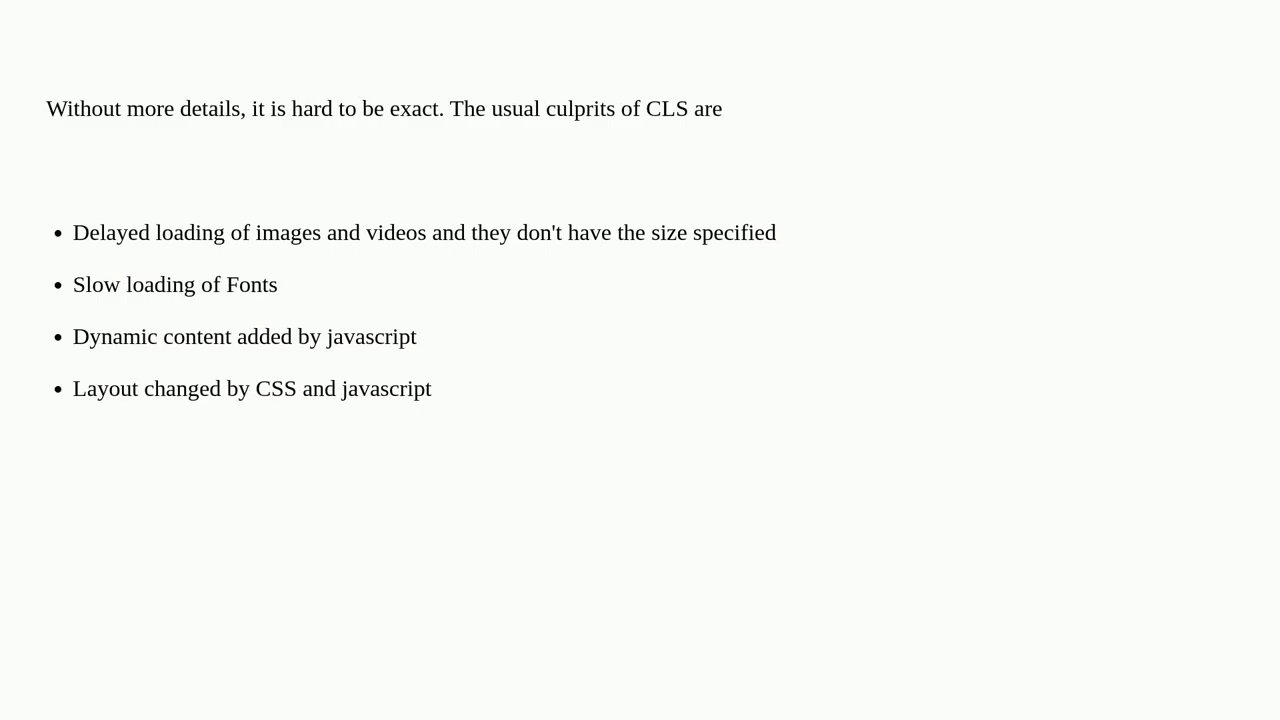 Without more details, it is hard to be exact. The usual culprits of CLS are
• Delayed loading of images and videos and they don't have the size specified
• Slow loading of Fonts
• Dynamic content added by javascript
• Layout changed by CSS and javascript